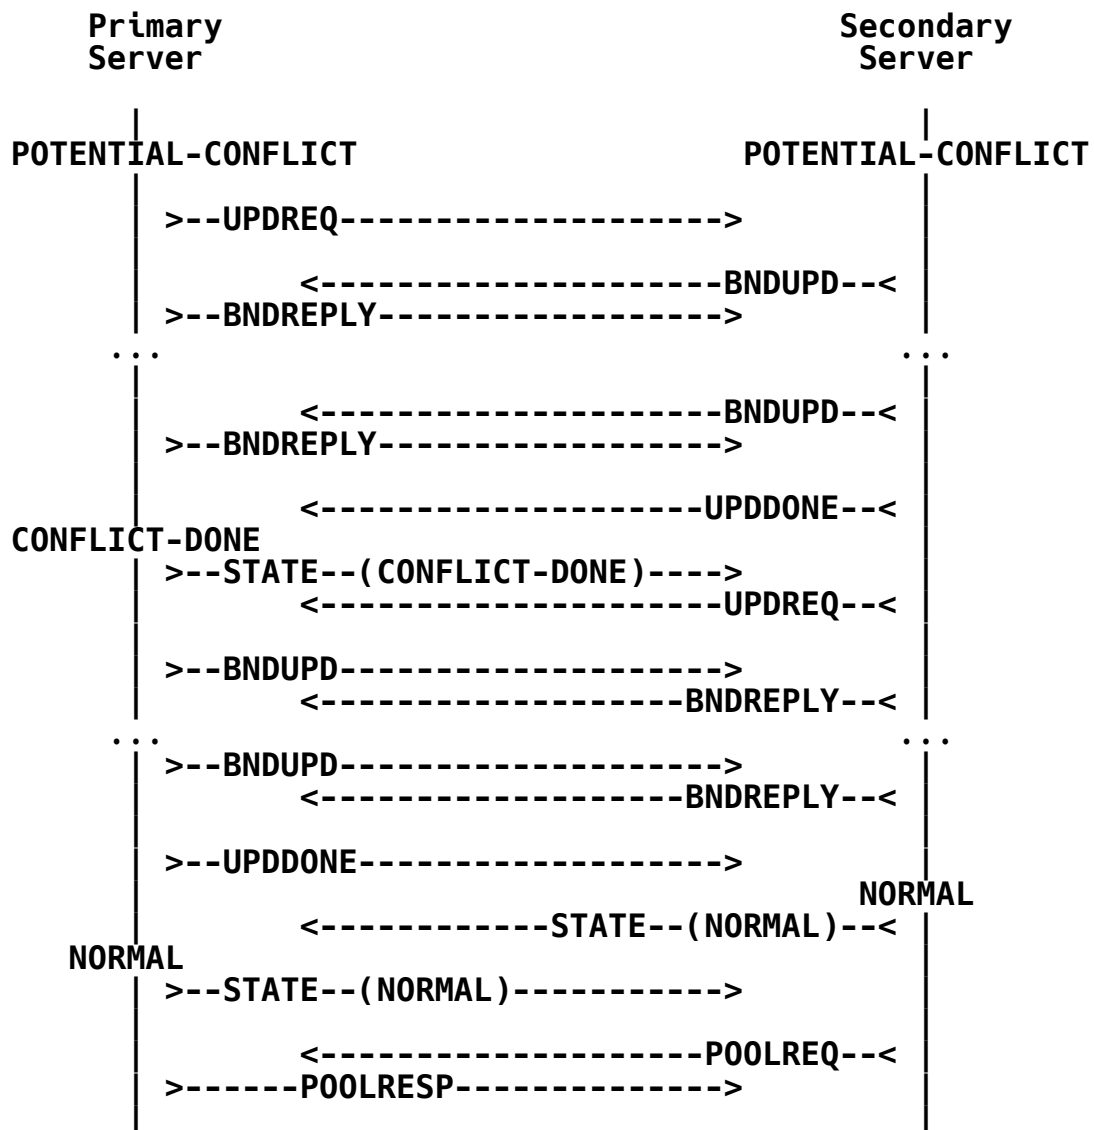 Primary Secondary
Server Server
POTENTIAL-CONFLICT POTENTIAL-CONFLICT
>--UPDREQ-------------------->
<---------------------BNDUPD--<
>--BNDREPLY------------------>
... ...
<---------------------BNDUPD--<
>--BNDREPLY------------------>
<--------------------UPDDONE--<
CONFLICT-DONE
>--STATE--(CONFLICT-DONE)---->
<---------------------UPDREQ--<
>--BNDUPD-------------------->
<-------------------BNDREPLY--<
... ...
>--BNDUPD-------------------->
<-------------------BNDREPLY--<
>--UPDDONE------------------->
NORMAL
<------------STATE--(NORMAL)--<
NORMAL
>--STATE--(NORMAL)----------->
<--------------------POOLREQ--<
>------POOLRESP-------------->